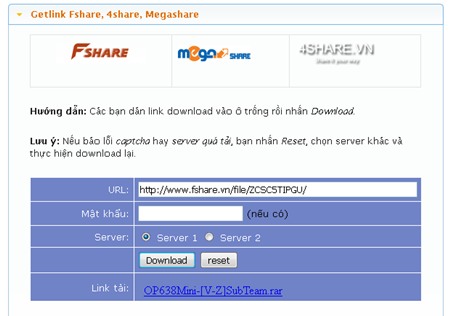 Getlink Fshare, 4share, Megashare
FSHARE
mega SHARE
4SHARE.VN
Share it your way
Hướng dẫn: Các bạn dán link download vào ô trống rồi nhấn Download.
Lưu ý: Nếu báo lỗi captcha hay server quá tải, bạn nhấn Reset, chọn server khác và
thực hiện download lại.
URL: http://www.fshare.vn/file/ZCSC5TIPGU/
Mật khẩu: (nếu có)
Server: Server 1 Server 2
Download reset
Link tải: OP638Mini-[V-Z]SubTeam.rar